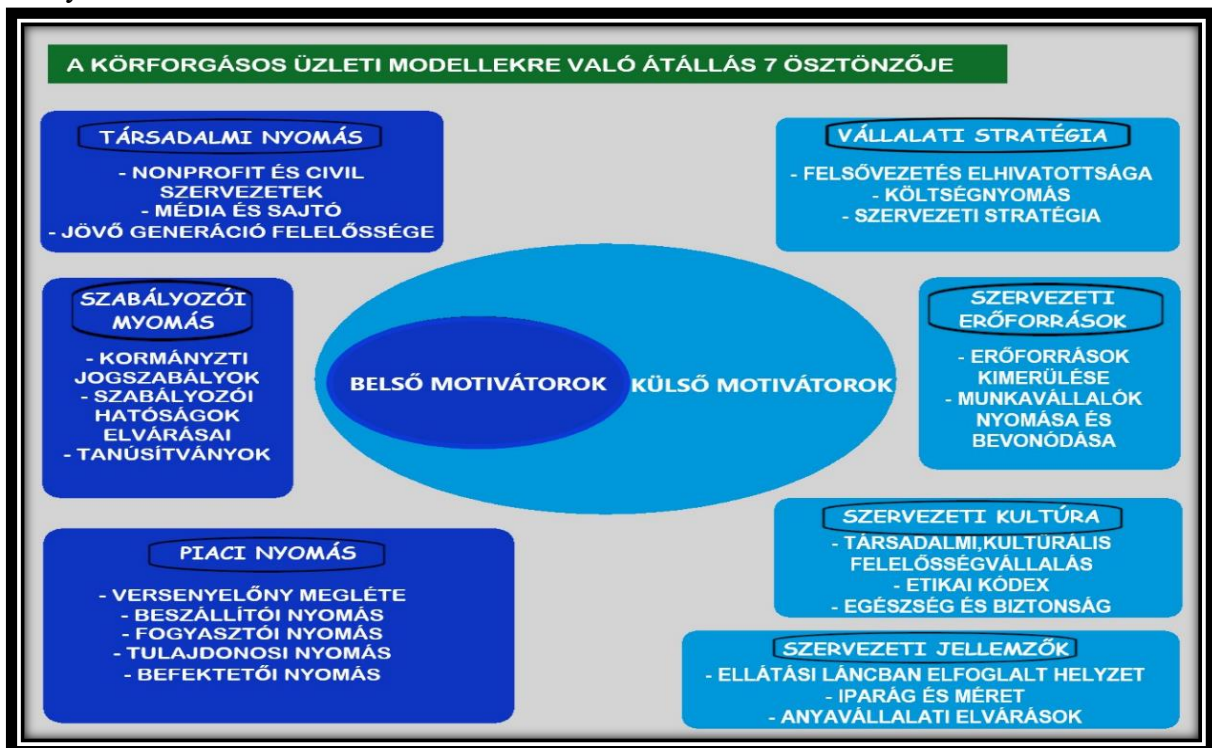 A KÖRFORGÁSOS ÜZLETI MODELLEKRE VALÓ ÁTÁLLÁS 7 ÖSZTÖNZŐJE
TÁRSADALMI NYOMÁS
- NONPROFIT ÉS CIVIL
SZERVEZETEK
- MÉDIA ÉS SAJTÓ
- JÖVŐ GENERÁCIÓ FELELŐSSÉGE
SZABÁLYOZÓI
MYOMÁS
- KORMÁNYZTI
JOGSZABÁLYOK
- SZABÁLYOZÓI
HATÓSÁGOK
ELVÁRÁSAI
- TANÚSÍTVÁNYOK
PIACI NYOMÁS
- VERSENYELŐNY MEGLÉTE
- BESZÁLLÍTÓI NYOMÁS
- FOGYASZTÓI NYOMÁS
- TULAJDONOSI NYOMÁS
- BEFEKTETŐI NYOMÁS
BELSŐ MOTIVÁTOROK
KÜLSŐ MOTIVÁTOROK
VÁLLALATI STRATÉGIA
- FELSŐVEZETÉS ELHIVATOTTSÁGA
- KÖLTSÉGNYOMÁS
- SZERVEZETI STRATÉGIA
SZERVEZETI
ERŐFORRÁSOK
- ERŐFORRÁSOK
KIMERÜLÉSE
- MUNKAVÁLLALÓK
NYOMÁSA ÉS
BEVONÓDÁSA
SZERVEZETI KULTÚRA
- TÁRSADALMI,KULTÚRÁLIS
FELELŐSSÉGVÁLLALÁS
- ETIKAI KÓDEX
- EGÉSZSÉG ÉS BIZTONSÁG
SZERVEZETI JELLEMZŐK
- ELLÁTÁSI LÁNCBAN ELFOGLALT HELYZET
- IPARÁG ÉS MÉRET
- ANYAVÁLLALATI ELVÁRÁSOK